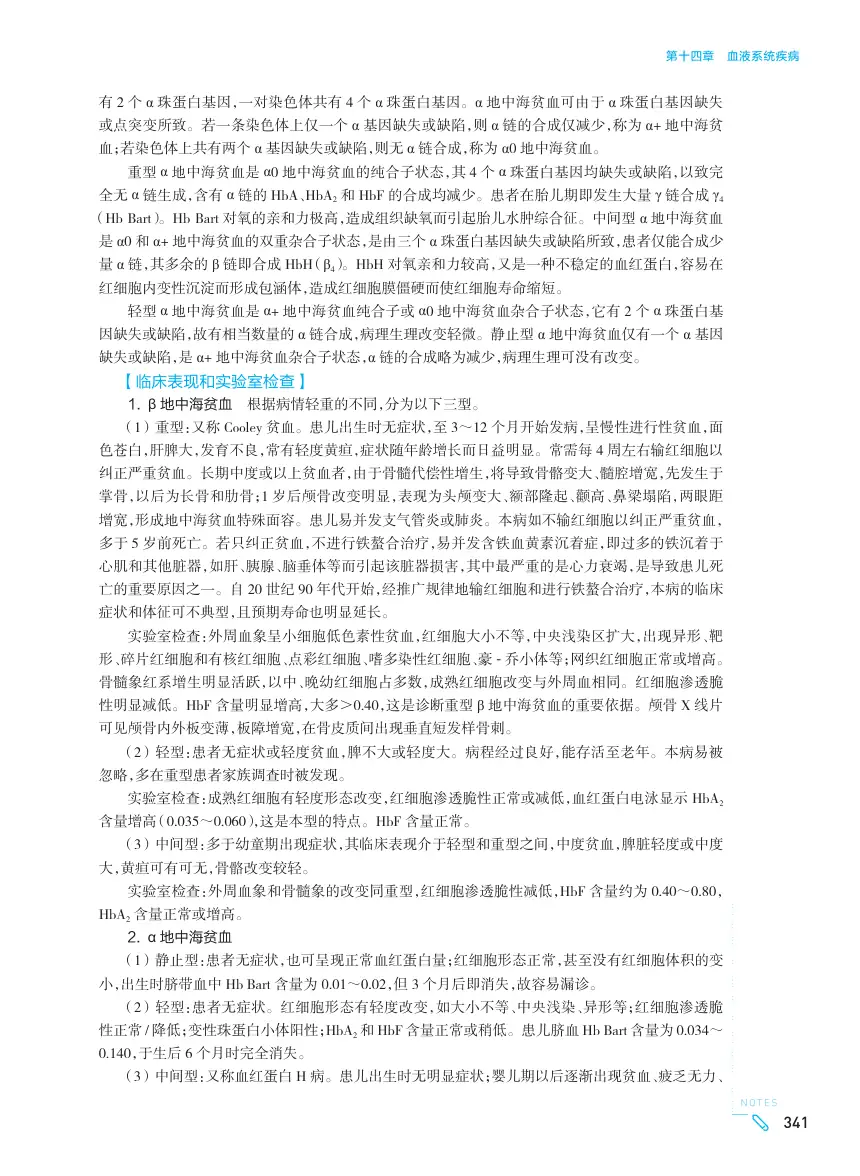 第十四章 血液系统疾病
有 2 个 α 珠蛋白基因,一对染色体共有 4 个 α 珠蛋白基因。α 地中海贫血可由于 α 珠蛋白基因缺失
或点突变所致。若一条染色体上仅一个 α 基因缺失或缺陷,则 α 链的合成仅减少,称为 α+ 地中海贫
血;若染色体上共有两个 α 基因缺失或缺陷,则无 α 链合成,称为 α0 地中海贫血。
重型 α 地中海贫血是 α0 地中海贫血的纯合子状态,其 4 个 α 珠蛋白基因均缺失或缺陷,以致完
全无 α 链生成,含有 α 链的 HbA、HbA₂ 和 HbF 的合成均减少。患者在胎儿期即发生大量 γ 链合成 γ₄
(Hb Bart)。Hb Bart 对氧的亲和力极高,造成组织缺氧而引起胎儿水肿综合征。中间型 α 地中海贫血
是 α0 和 α+ 地中海贫血的双重杂合子状态,是由三个 α 珠蛋白基因缺失或缺陷所致,患者仅能合成少
量 α 链,其多余的 β 链即合成 HbH(β₄)。HbH 对氧亲和力较高,又是一种不稳定的血红蛋白,容易在
红细胞内变性沉淀而形成包涵体,造成红细胞膜僵硬而使红细胞寿命缩短。
轻型 α 地中海贫血是 α+ 地中海贫血纯合子或 α0 地中海贫血杂合子状态,它有 2 个 α 珠蛋白基
因缺失或缺陷,故有相当数量的 α 链合成,病理生理改变轻微。静止型 α 地中海贫血仅有一个 α 基因
缺失或缺陷,是 α+ 地中海贫血杂合子状态,α 链的合成略为减少,病理生理可没有改变。
【临床表现和实验室检查】
1. β 地中海贫血 根据病情轻重的不同,分为以下三型。
(1)重型:又称 Cooley 贫血。患儿出生时无症状,至 3~12 个月开始发病,呈慢性进行性贫血,面
色苍白,肝脾大,发育不良,常有轻度黄疸,症状随年龄增长而日益明显。常需每 4 周左右输红细胞以
纠正严重贫血。长期中度或以上贫血者,由于骨髓代偿性增生,将导致骨骼变大、髓腔增宽,先发生于
掌骨,以后为长骨和肋骨;1 岁后颅骨改变明显,表现为头颅变大、额部隆起、颧高、鼻梁塌陷,两眼距
增宽,形成地中海贫血特殊面容。患儿易并发支气管炎或肺炎。本病如不输红细胞以纠正严重贫血,
多于 5 岁前死亡。若只纠正贫血,不进行铁螯合治疗,易并发含铁血黄素沉着症,即过多的铁沉着于
心肌和其他脏器,如肝、胰腺、脑垂体等而引起该脏器损害,其中最严重的是心力衰竭,是导致患儿死
亡的重要原因之一。自 20 世纪 90 年代开始,经推广规律地输红细胞和进行铁螯合治疗,本病的临床
症状和体征可不典型,且预期寿命也明显延长。
实验室检查:外周血象呈小细胞低色素性贫血,红细胞大小不等,中央浅染区扩大,出现异形、靶
形、碎片红细胞和有核红细胞、点彩红细胞、嗜多染性红细胞、豪 - 乔小体等;网织红细胞正常或增高。
骨髓象红系增生明显活跃,以中、晚幼红细胞占多数,成熟红细胞改变与外周血相同。红细胞渗透脆
性明显减低。HbF 含量明显增高,大多>0.40,这是诊断重型 β 地中海贫血的重要依据。颅骨 X 线片
可见颅骨内外板变薄,板障增宽,在骨皮质间出现垂直短发样骨刺。
(2)轻型:患者无症状或轻度贫血,脾不大或轻度大。病程经过良好,能存活至老年。本病易被
忽略,多在重型患者家族调查时被发现。
实验室检查:成熟红细胞有轻度形态改变,红细胞渗透脆性正常或减低,血红蛋白电泳显示 HbA₂
含量增高(0.035~0.060),这是本型的特点。HbF 含量正常。
(3)中间型:多于幼童期出现症状,其临床表现介于轻型和重型之间,中度贫血,脾脏轻度或中度
大,黄疸可有可无,骨骼改变较轻。
实验室检查:外周血象和骨髓象的改变同重型,红细胞渗透脆性减低,HbF 含量约为 0.40~0.80,
HbA₂ 含量正常或增高。
2. α 地中海贫血
(1)静止型:患者无症状,也可呈现正常血红蛋白量;红细胞形态正常,甚至没有红细胞体积的变
小,出生时脐带血中 Hb Bart 含量为 0.01~0.02,但 3 个月后即消失,故容易漏诊。
(2)轻型:患者无症状。红细胞形态有轻度改变,如大小不等、中央浅染、异形等;红细胞渗透脆
性正常 / 降低;变性珠蛋白小体阳性;HbA₂ 和 HbF 含量正常或稍低。患儿脐血 Hb Bart 含量为 0.034~
0.140,于生后 6 个月时完全消失。
(3)中间型:又称血红蛋白 H 病。患儿出生时无明显症状;婴儿期以后逐渐出现贫血、疲乏无力、
NOTES
341